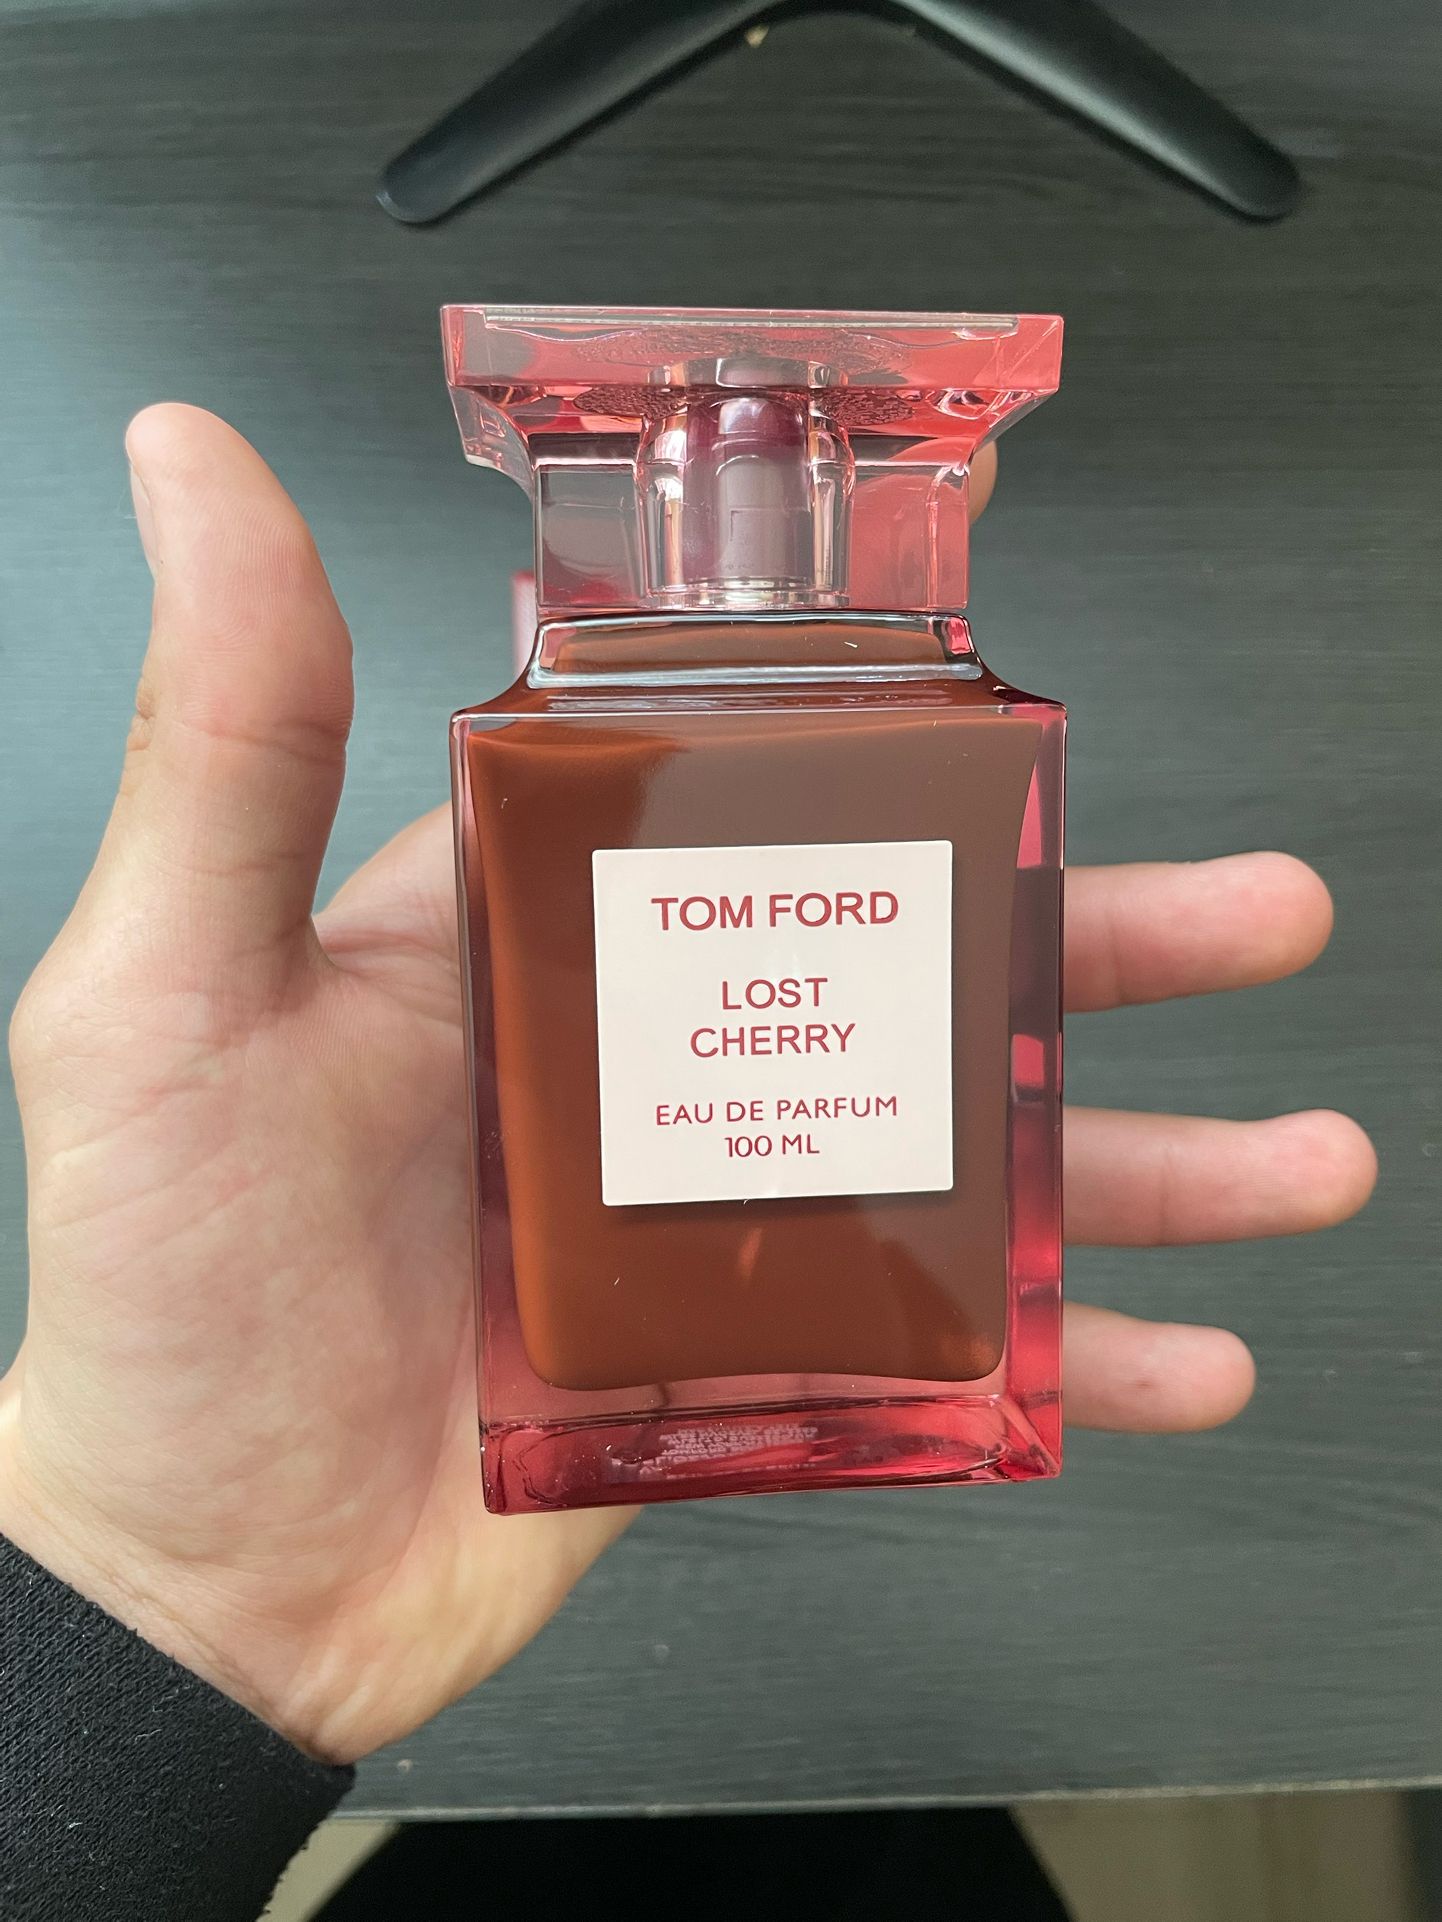 TOM FORD
LOST
CHERRY
EAU DE PARFUM
100 ML